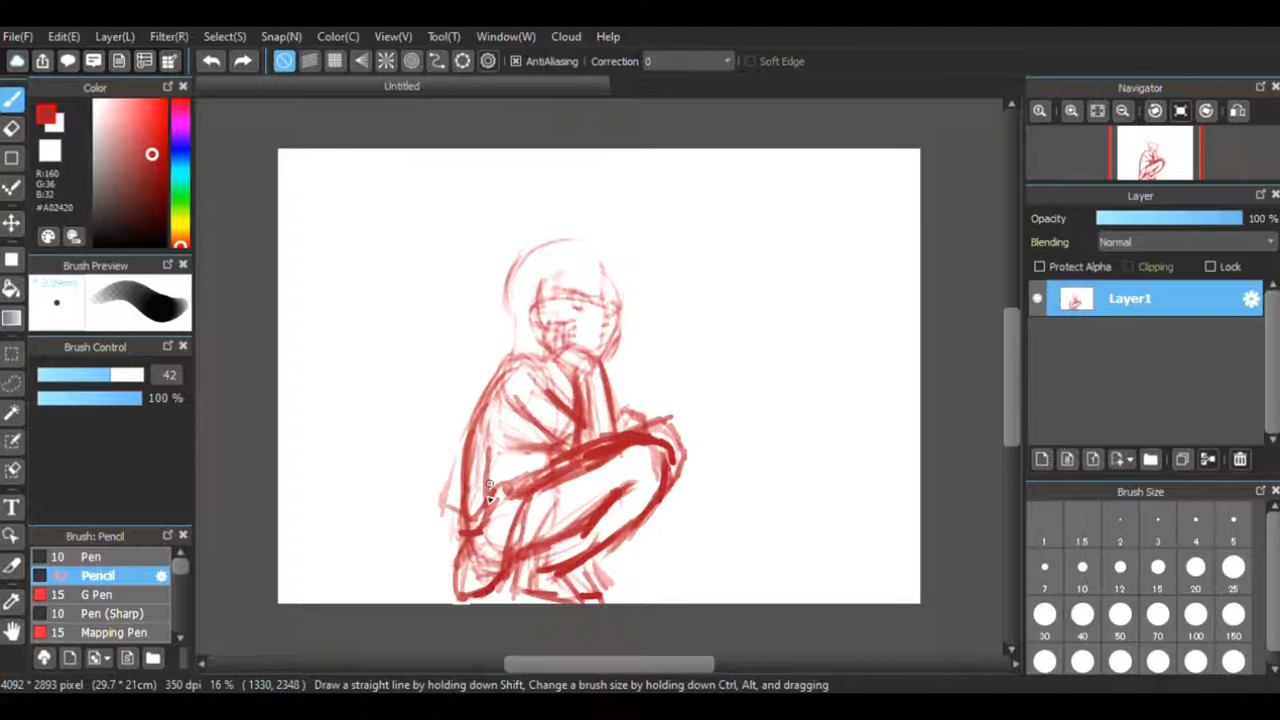 File(F) Edit(E) Layer(L) Filter(R) Select(S) Snap(N) Color(C) View(V) Tool(T) Window(W) Cloud Help
AntiAliasing Correction 0 Soft Edge
Color
Untitled
Navigator
R:160
G:36
B:32
#A02420
Layer
Opacity 100 %
Blending Normal
Protect Alpha Clipping Lock
Brush Preview
* 3.09mm
Layer1
Brush Control
42
100 %
Brush Size
1 1.5 2 3 4 5
7 10 12 15 20 25
30 40 50 70 100 150
Brush: Pencil
10 Pen
42 Pencil
15 G Pen
10 Pen (Sharp)
15 Mapping Pen
4092 * 2893 pixel (29.7 * 21cm) 350 dpi 16 % ( 1330, 2348 ) Draw a straight line by holding down Shift, Change a brush size by holding down Ctrl, Alt, and dragging